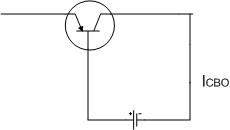 ICBO
+ -